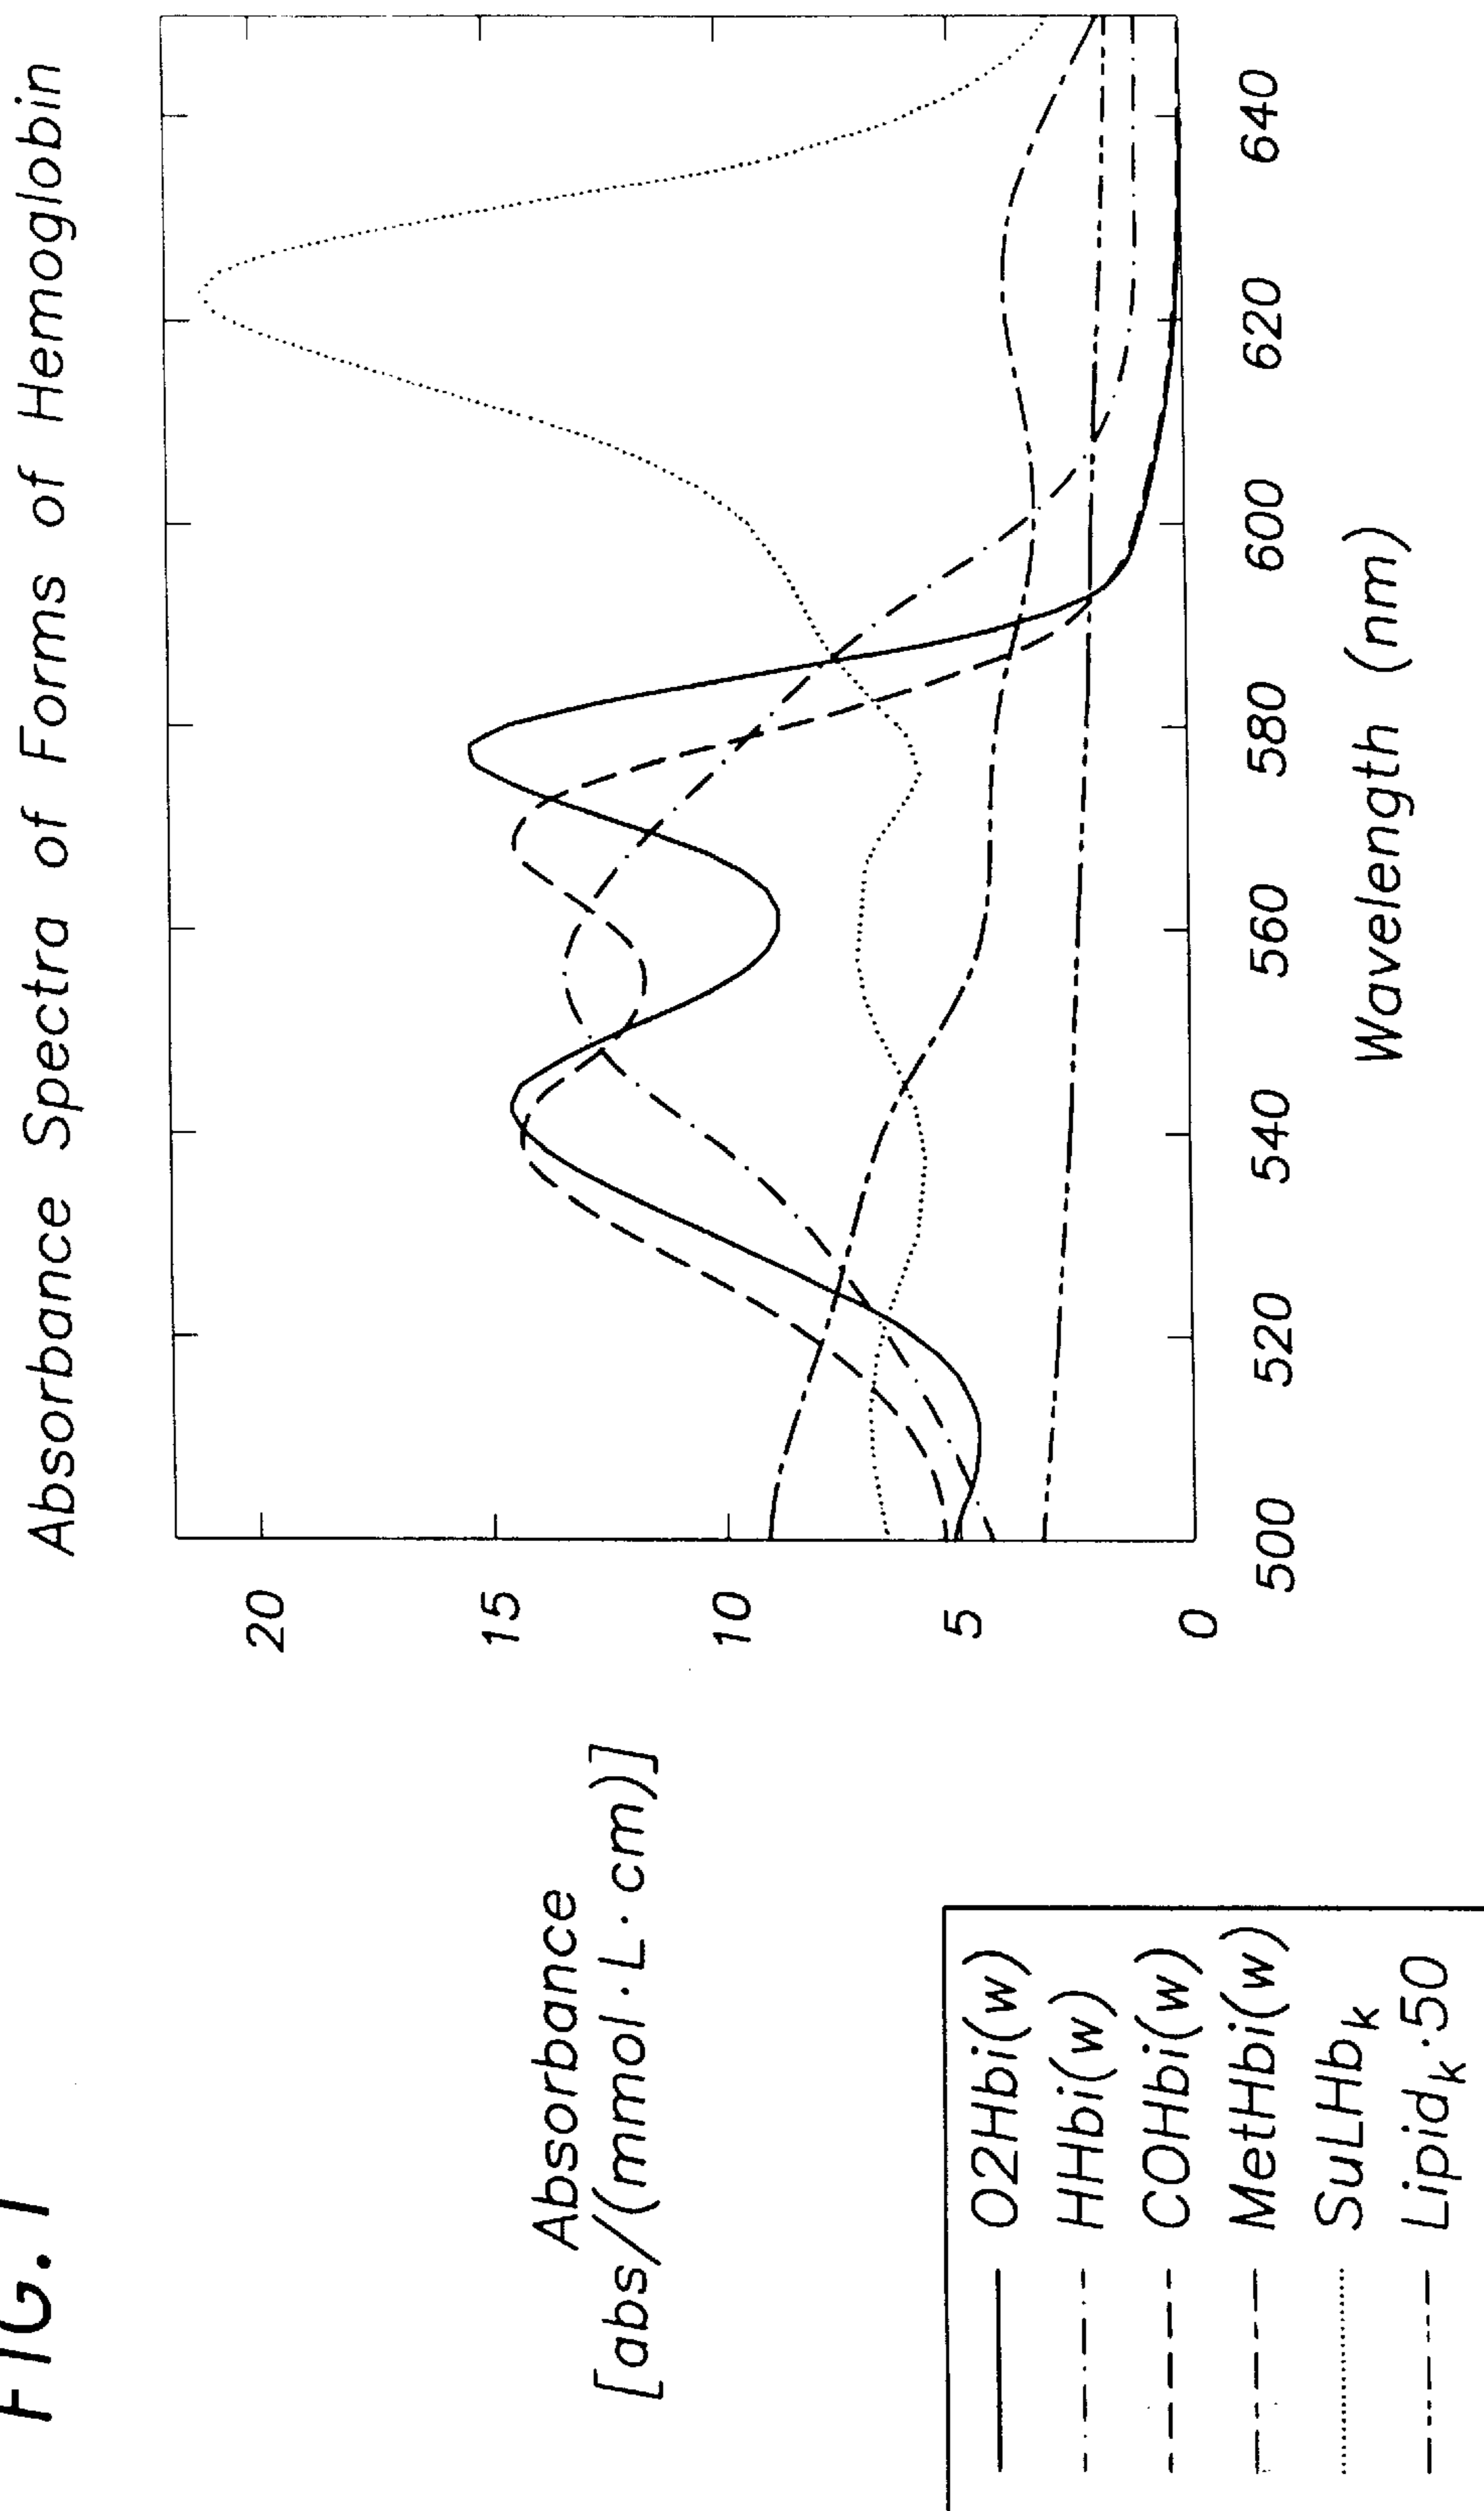 FIG. 1
Absorbance Spectra of Forms of Hemoglobin
Absorbance
[abs/(mmol·L·cm)]
20
15
10
5
0
500 520 540 560 580 600 620 640
Wavelength (nm)
O2Hbi(w)
HHbi(w)
COHbi(w)
MetHbi(w)
SuLHbK
LipidK·50